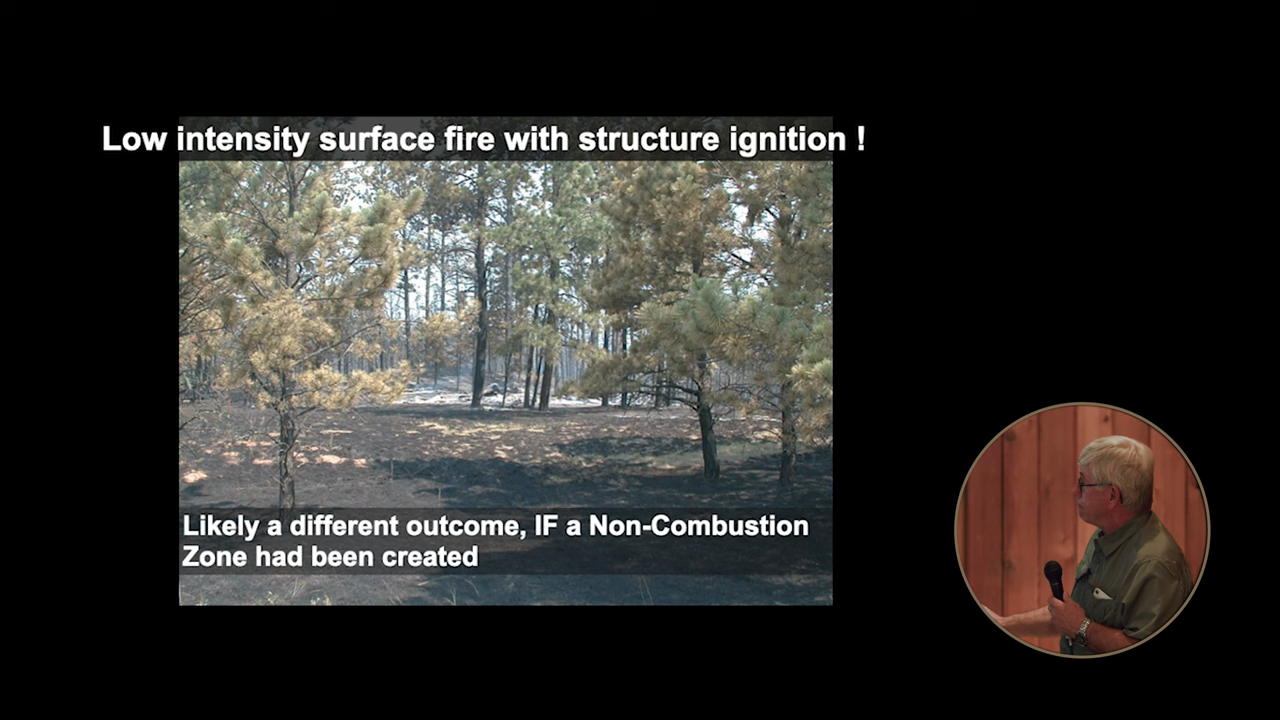 Low intensity surface fire with structure ignition !
Likely a different outcome, IF a Non-Combustion
Zone had been created